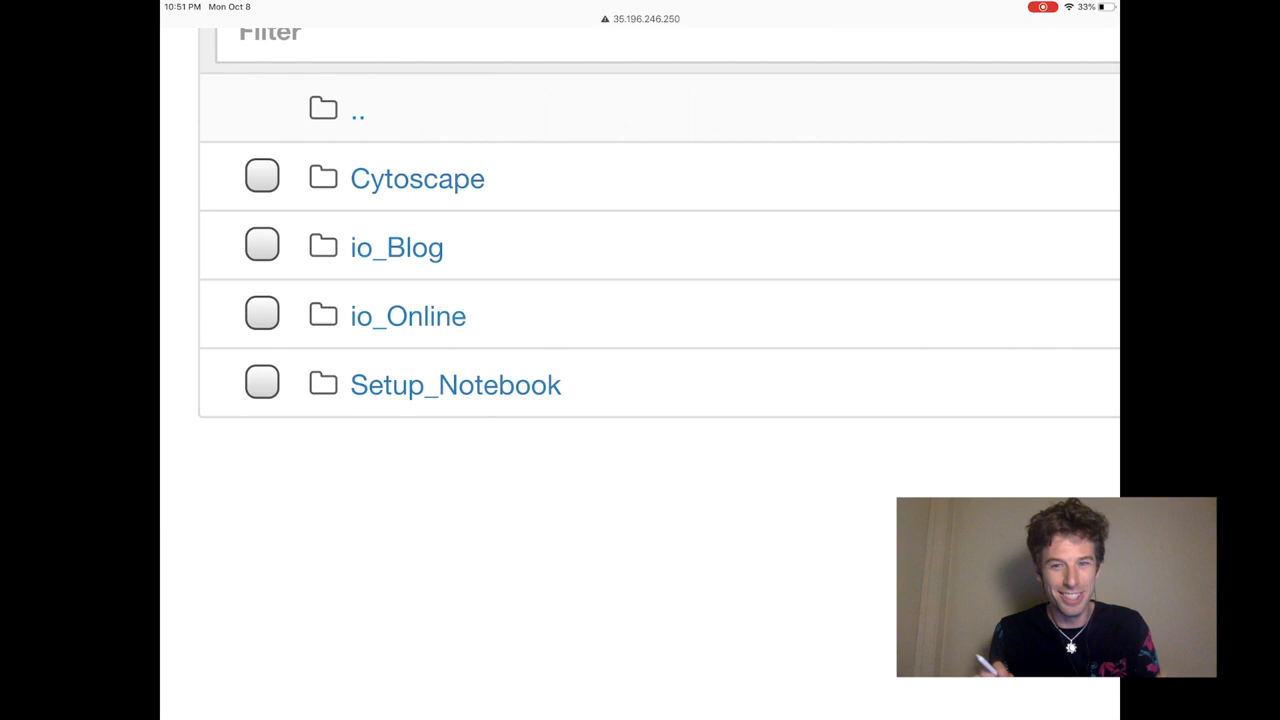 10:51 PM Mon Oct 8
33%
35.196.246.250
Filter
..
Cytoscape
io_Blog
io_Online
Setup_Notebook